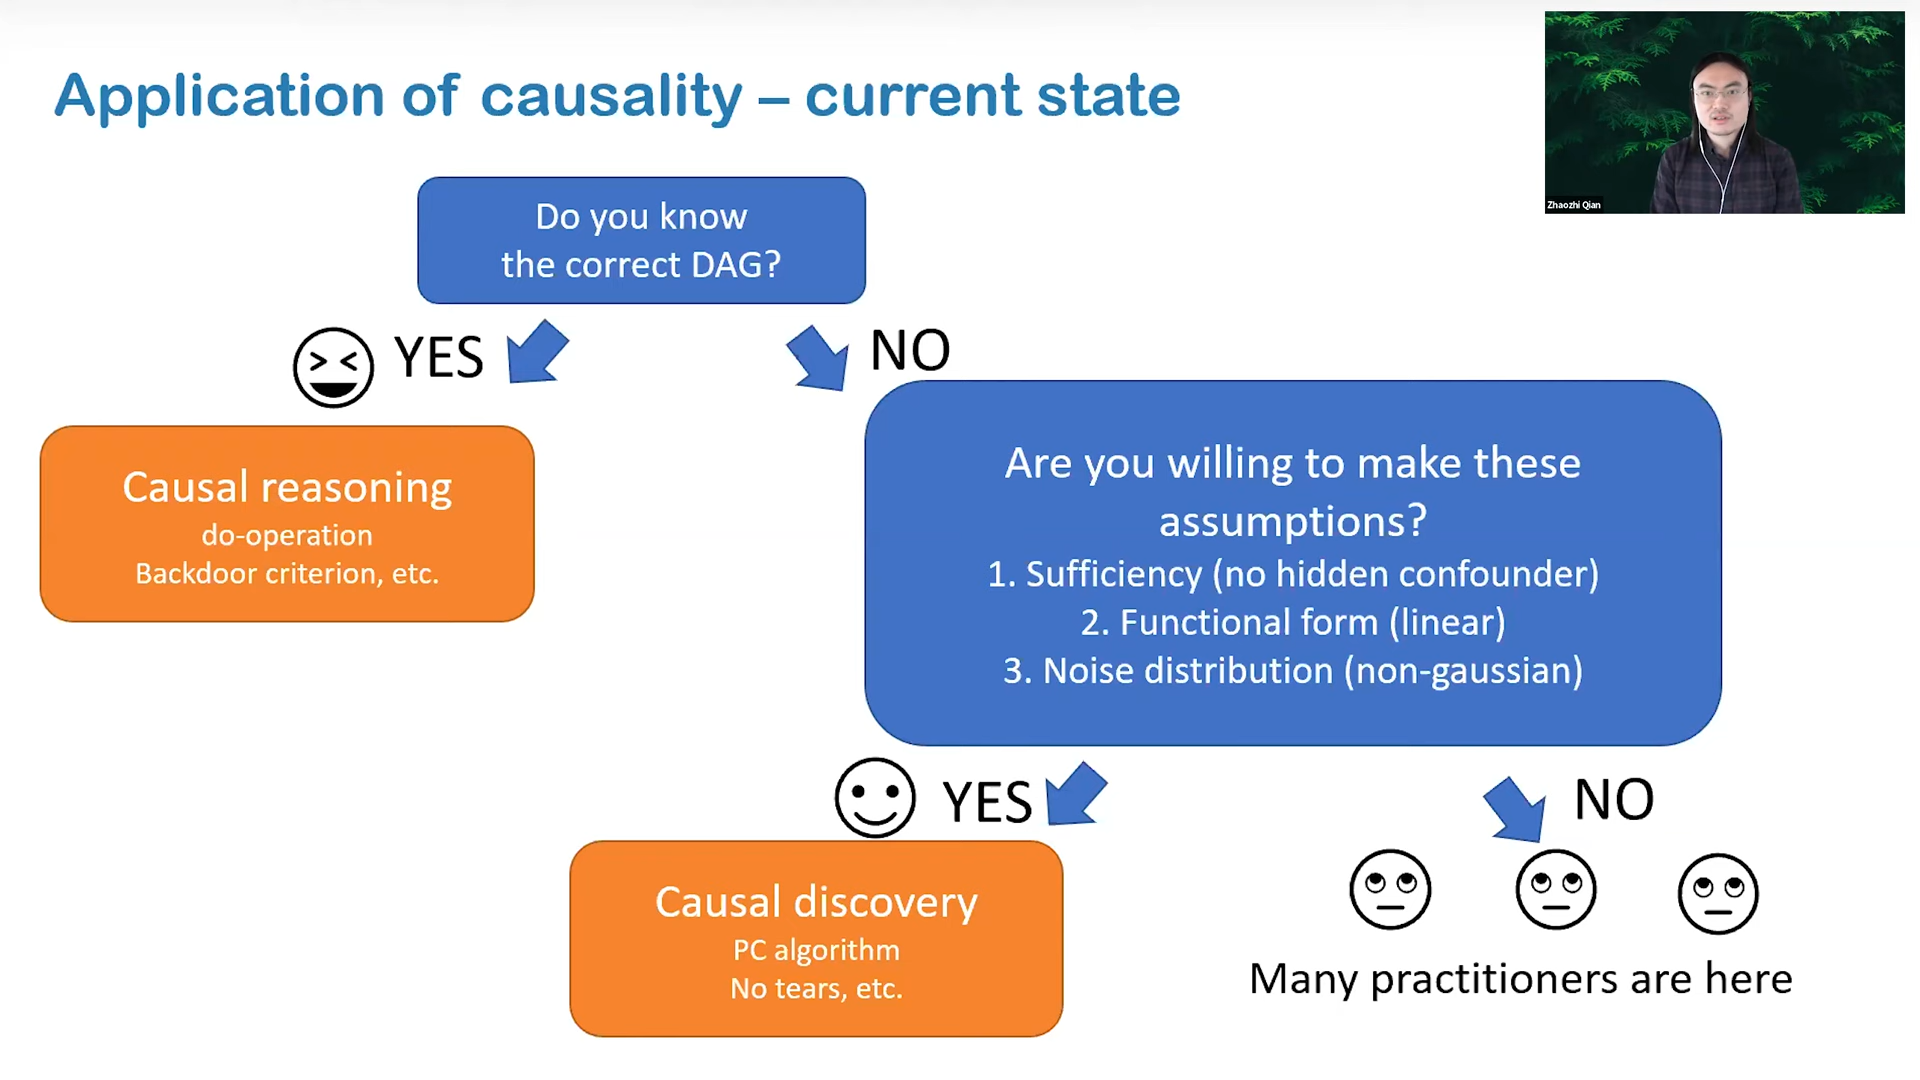 Application of causality – current state
Zhaozhi Qian
Do you know
the correct DAG?
YES
NO
Causal reasoning
do-operation
Backdoor criterion, etc.
Are you willing to make these
assumptions?
1. Sufficiency (no hidden confounder)
2. Functional form (linear)
3. Noise distribution (non-gaussian)
YES
NO
Causal discovery
PC algorithm
No tears, etc.
Many practitioners are here